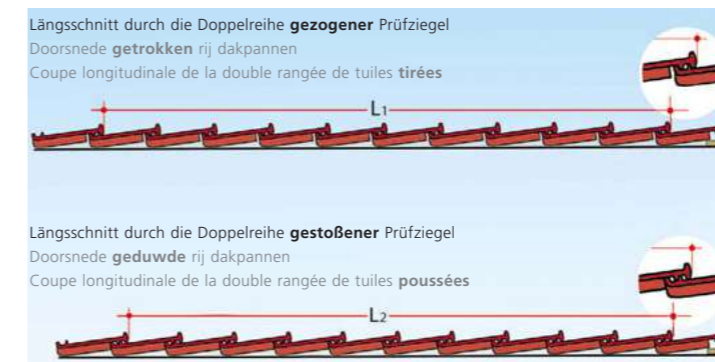 Längsschnitt durch die Doppelreihe gezogener Prüfziegel
Doorsnede getrokken rij dakpannen
Coupe longitudinale de la double rangée de tuiles tirées
L1
Längsschnitt durch die Doppelreihe gestoßener Prüfziegel
Doorsnede geduwde rij dakpannen
Coupe longitudinale de la double rangée de tuiles poussées
L2